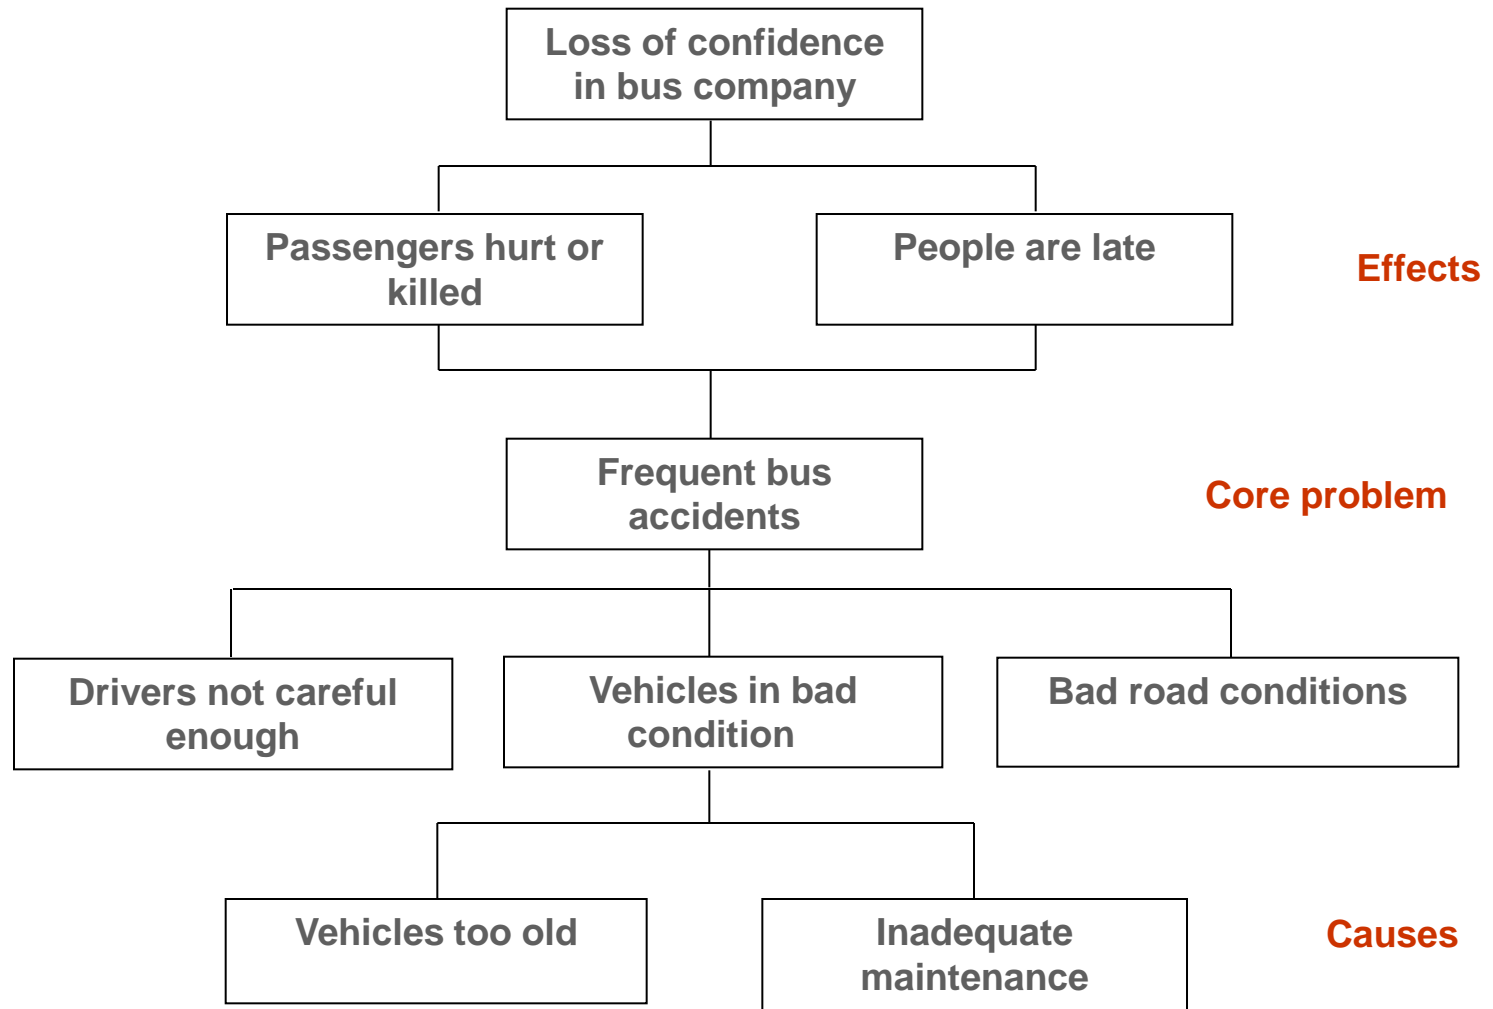 Loss of confidence
in bus company
Passengers hurt or
killed
People are late
Effects
Frequent bus
accidents
Core problem
Drivers not careful
enough
Vehicles in bad
condition
Bad road conditions
Vehicles too old
Inadequate
maintenance
Causes